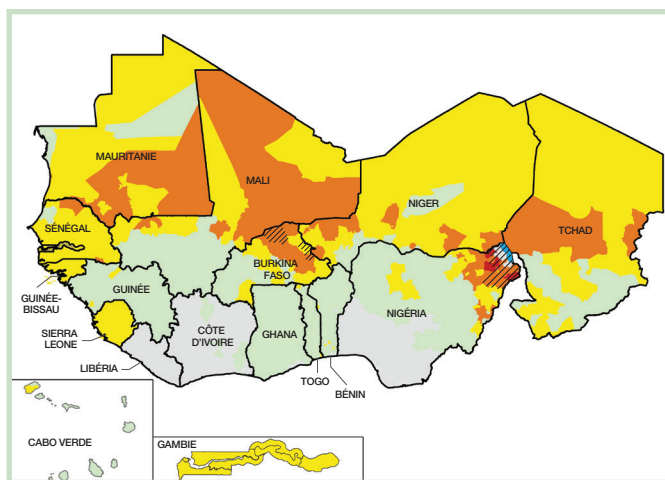 MAURITANIE
MALI
NIGER
TCHAD
SÉNÉGAL
BURKINA
FASO
GUINÉE-
BISSAU
GUINÉE
NIGÉRIA
SIERRA
LEONE
CÔTE
D'IVOIRE
GHANA
LIBÉRIA
TOGO
BÉNIN
CABO VERDE
GAMBIE